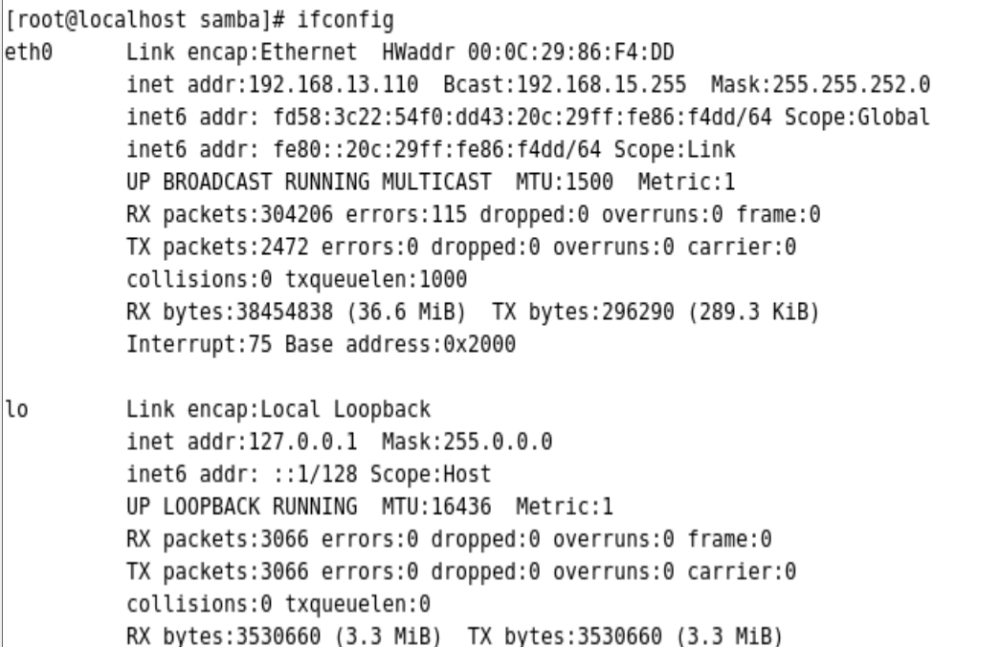 [root@localhost samba]# ifconfig
eth0      Link encap:Ethernet  HWaddr 00:0C:29:86:F4:DD
          inet addr:192.168.13.110  Bcast:192.168.15.255  Mask:255.255.252.0
          inet6 addr: fd58:3c22:54f0:dd43:20c:29ff:fe86:f4dd/64 Scope:Global
          inet6 addr: fe80::20c:29ff:fe86:f4dd/64 Scope:Link
          UP BROADCAST RUNNING MULTICAST  MTU:1500  Metric:1
          RX packets:304206 errors:115 dropped:0 overruns:0 frame:0
          TX packets:2472 errors:0 dropped:0 overruns:0 carrier:0
          collisions:0 txqueuelen:1000
          RX bytes:38454838 (36.6 MiB)  TX bytes:296290 (289.3 KiB)
          Interrupt:75 Base address:0x2000

lo        Link encap:Local Loopback
          inet addr:127.0.0.1  Mask:255.0.0.0
          inet6 addr: ::1/128 Scope:Host
          UP LOOPBACK RUNNING  MTU:16436  Metric:1
          RX packets:3066 errors:0 dropped:0 overruns:0 frame:0
          TX packets:3066 errors:0 dropped:0 overruns:0 carrier:0
          collisions:0 txqueuelen:0
          RX bytes:3530660 (3.3 MiB)  TX bytes:3530660 (3.3 MiB)